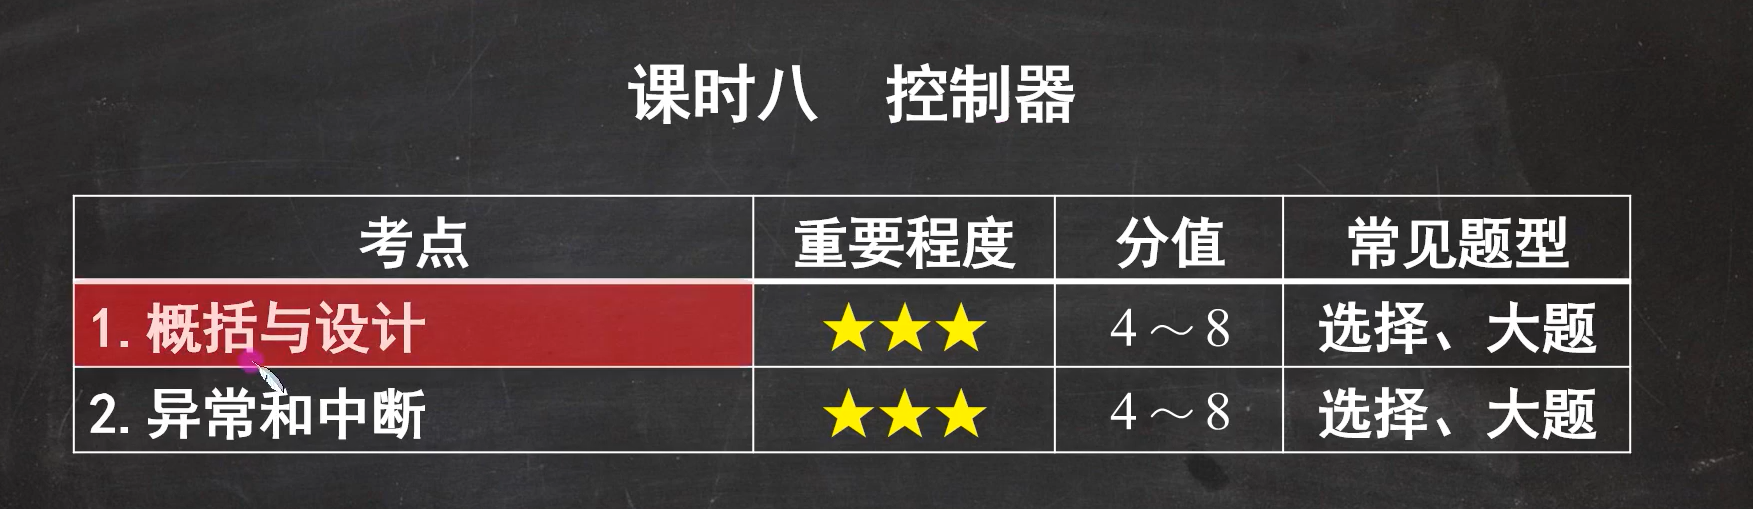 课时八 控制器
考点 重要程度 分值 常见题型
1.概括与设计 ★★★ 4～8 选择、大题
2.异常和中断 ★★★ 4～8 选择、大题